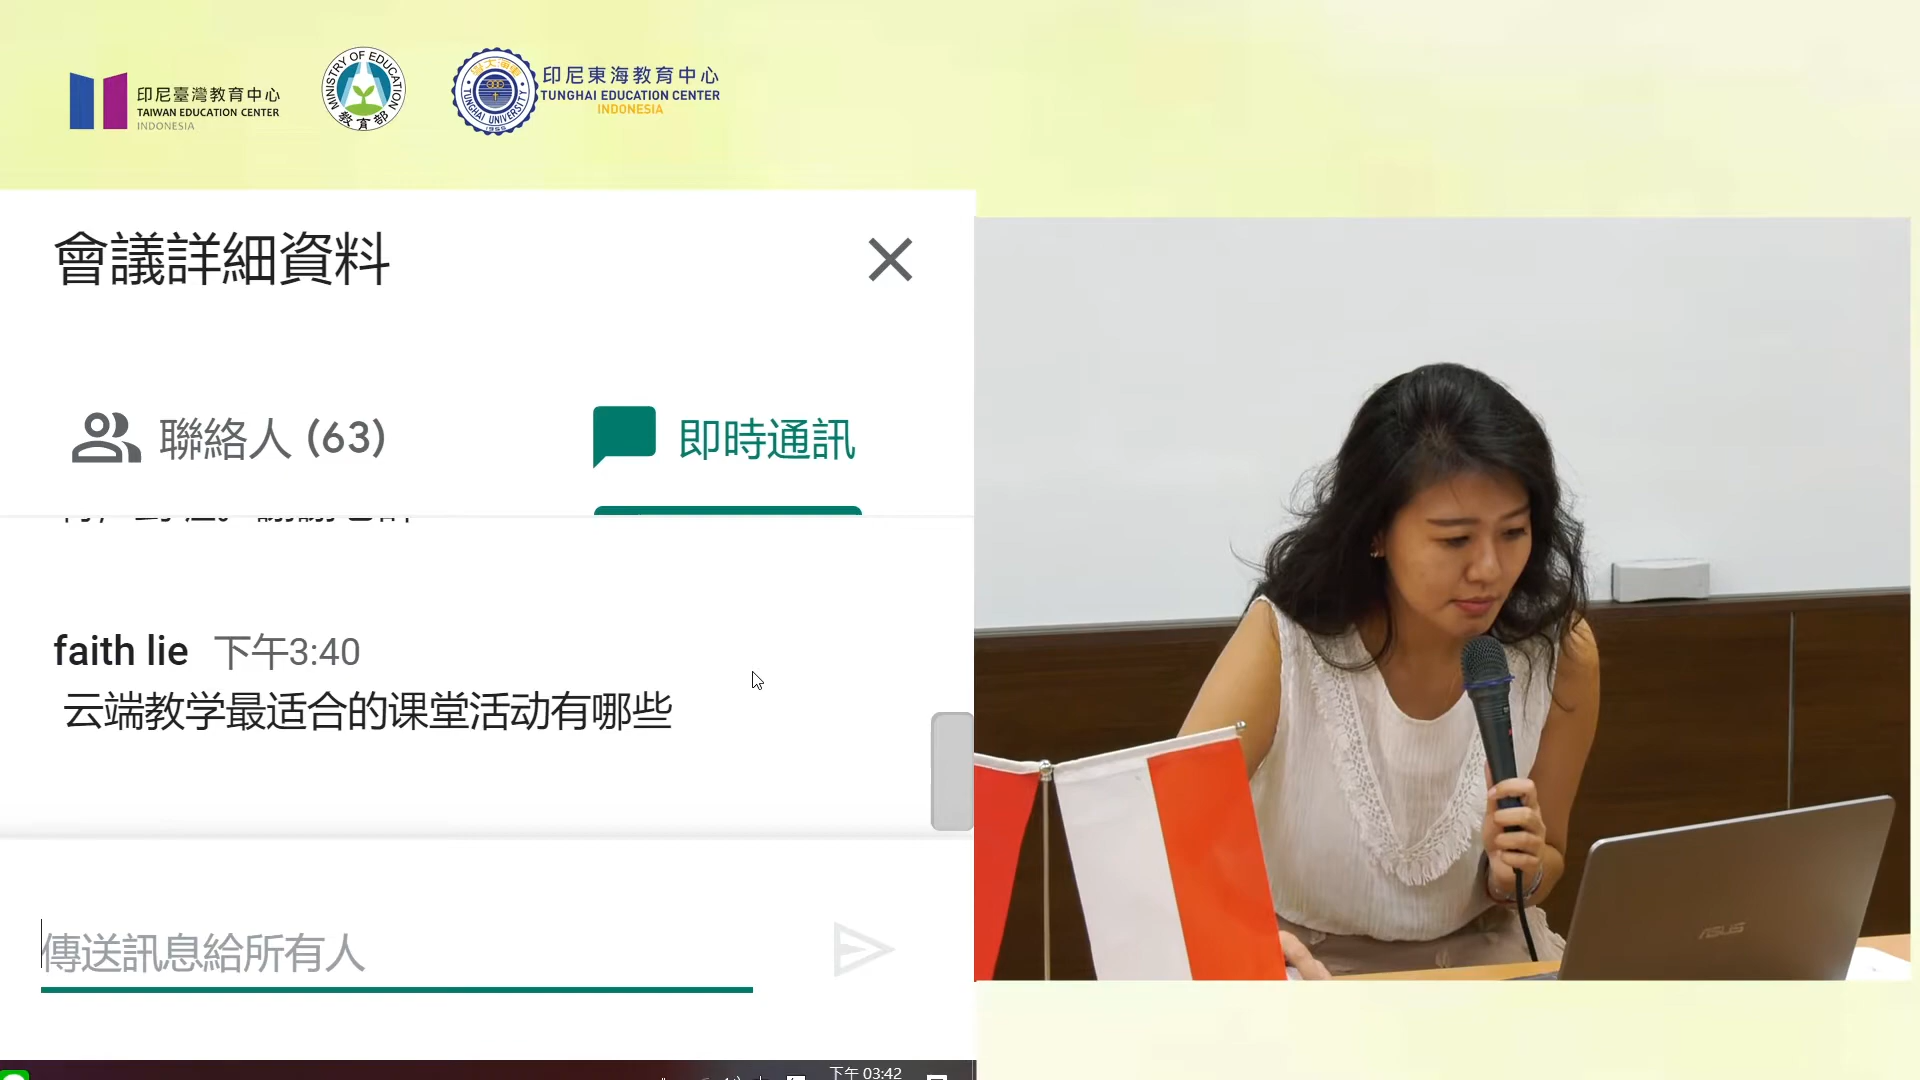 印尼臺灣教育中心
TAIWAN EDUCATION CENTER
INDONESIA
MINISTRY OF EDUCATION
教育部
TUNGHAI UNIVERSITY
1955
印尼東海教育中心
TUNGHAI EDUCATION CENTER
INDONESIA
會議詳細資料
聯絡人 (63)
即時通訊
faith lie 下午3:40
云端教学最适合的课堂活动有哪些
傳送訊息給所有人
下午 03:42
ASUS